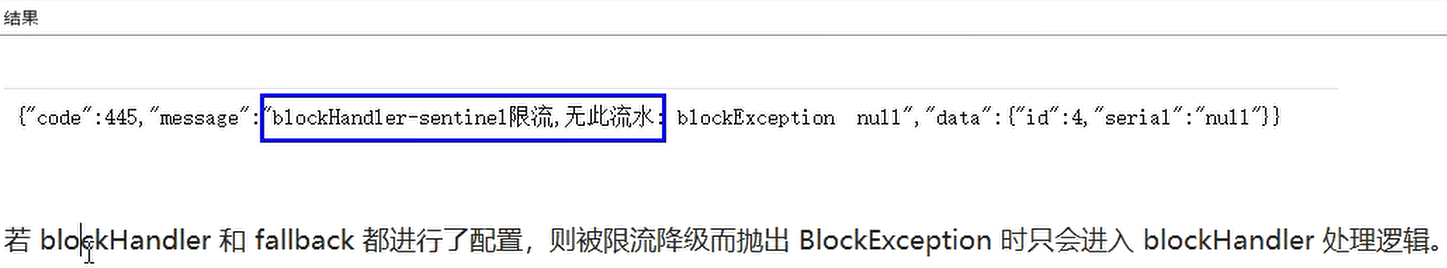 结果
{"code":445,"message":"blockHandler-sentinel限流,无此流水: blockException  null","data":{"id":4,"serial":"null"}}
若 blockHandler 和 fallback 都进行了配置，则被限流降级而抛出 BlockException 时只会进入 blockHandler 处理逻辑。